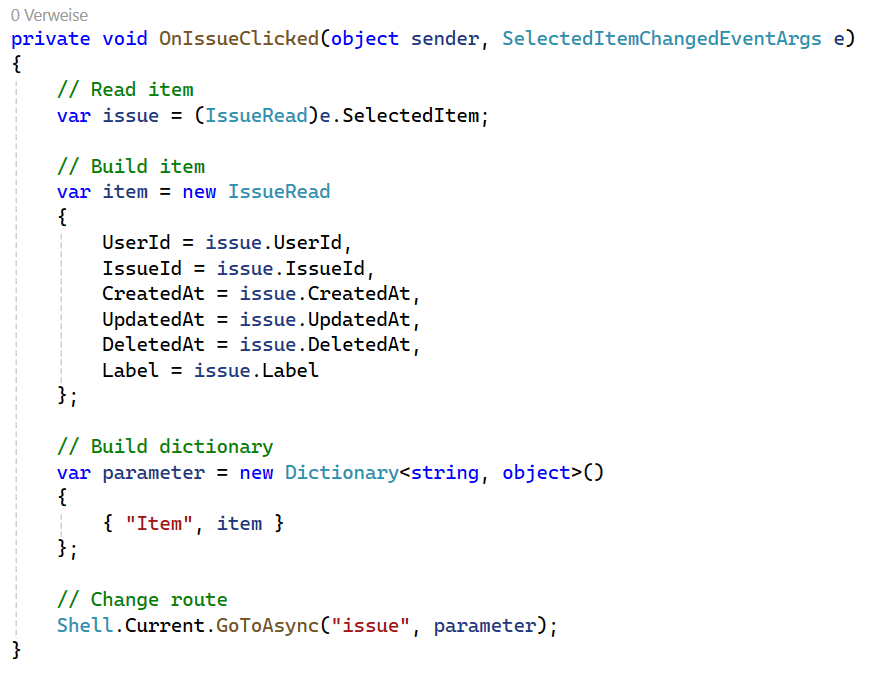 0 Verweise
private void OnIssueClicked(object sender, SelectedItemChangedEventArgs e)
{
    // Read item
    var issue = (IssueRead)e.SelectedItem;

    // Build item
    var item = new IssueRead
    {
        UserId = issue.UserId,
        IssueId = issue.IssueId,
        CreatedAt = issue.CreatedAt,
        UpdatedAt = issue.UpdatedAt,
        DeletedAt = issue.DeletedAt,
        Label = issue.Label
    };

    // Build dictionary
    var parameter = new Dictionary<string, object>()
    {
        { "Item", item }
    };

    // Change route
    Shell.Current.GoToAsync("issue", parameter);
}